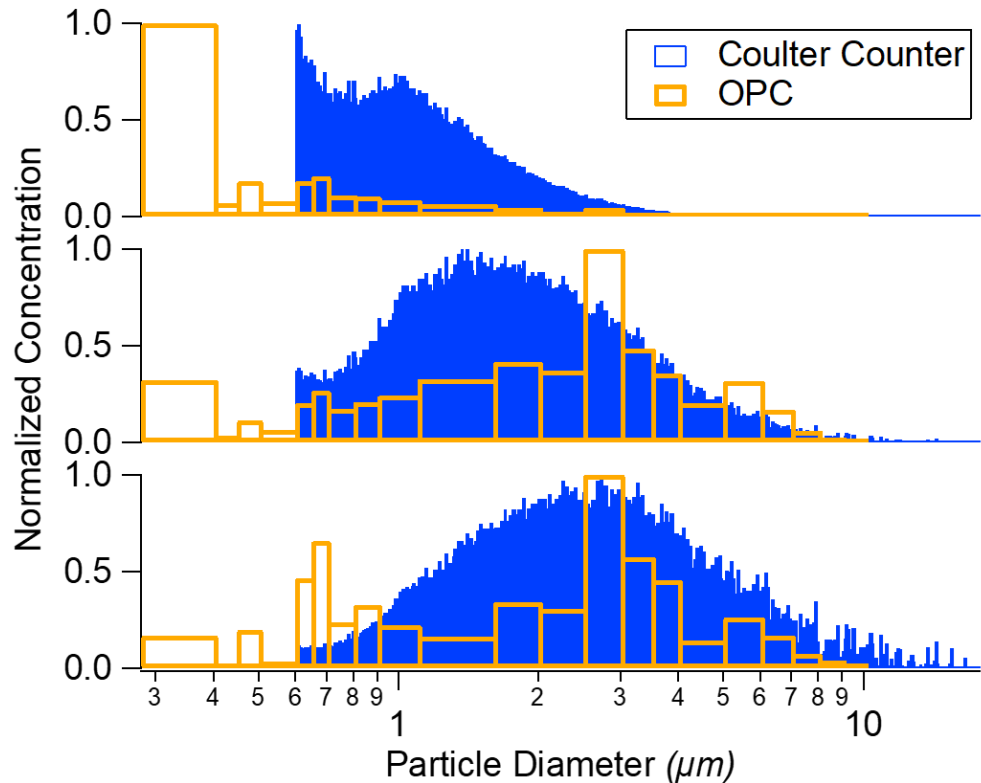 Coulter Counter
OPC
1.0
0.5
0.0
1.0
0.5
0.0
1.0
0.5
0.0
Normalized Concentration
3 4 5 6 7 8 9 2 3 4 5 6 7 8 9
1 10
Particle Diameter (μm)